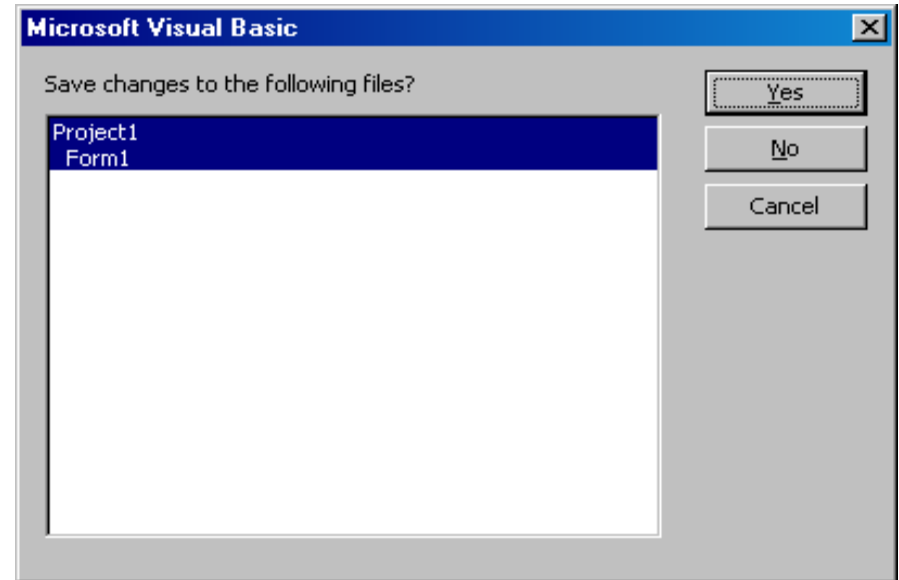 Microsoft Visual Basic
Save changes to the following files?
Project1
Form1
Yes
No
Cancel